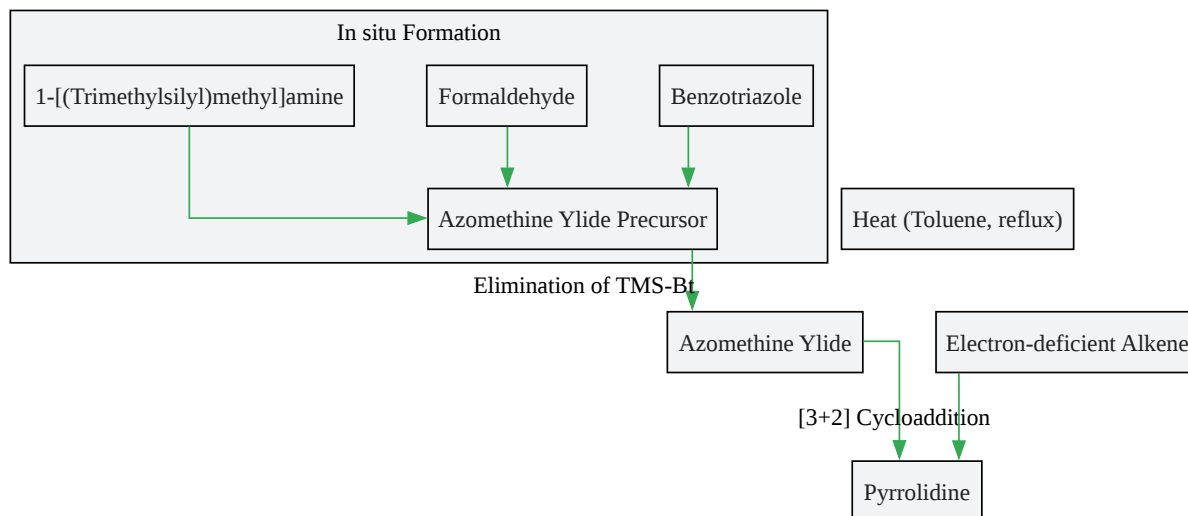 In situ Formation
1-[(Trimethylsilyl)methyl]amine
Formaldehyde
Benzotriazole
Azomethine Ylide Precursor
Heat (Toluene, reflux)
Elimination of TMS-Bt
Azomethine Ylide
Electron-deficient Alkene
[3+2] Cycloaddition
Pyrrolidine